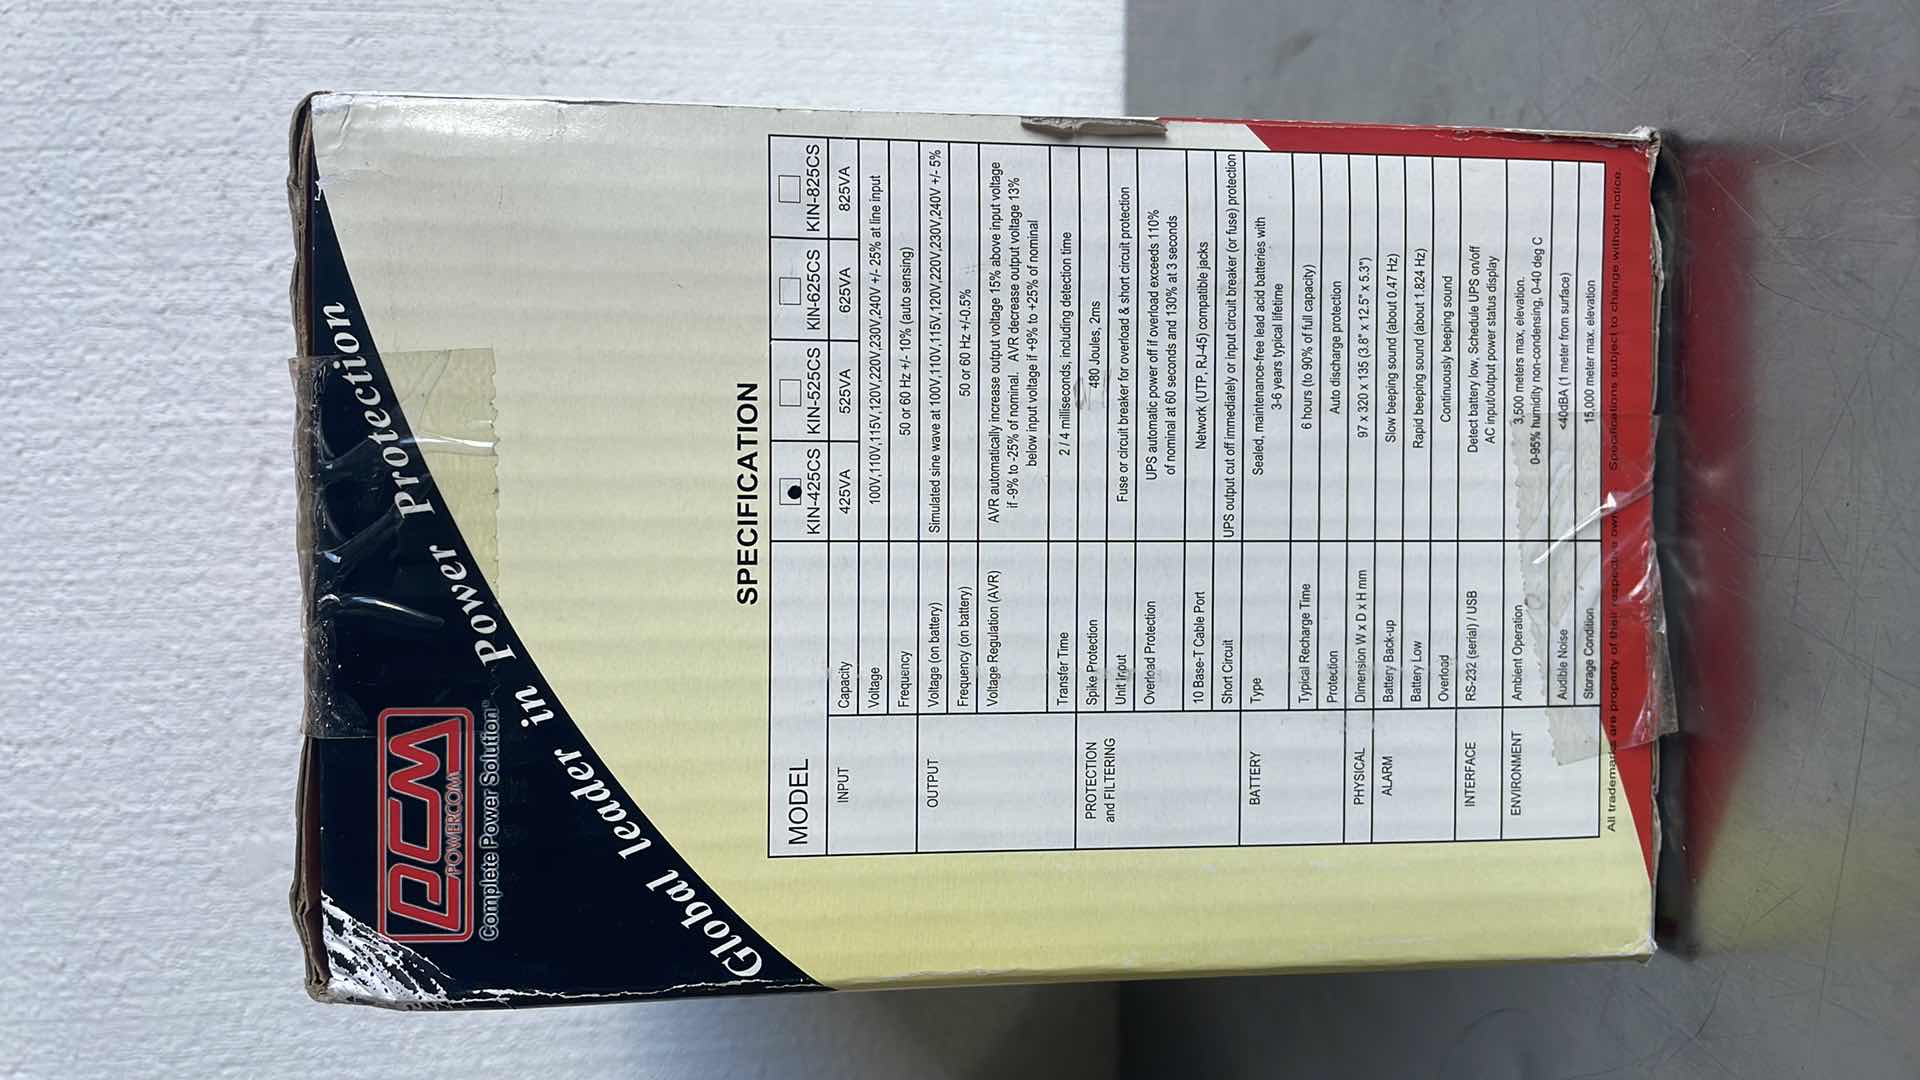 PCM
POWERCOM
Complete Power Solution®
Global leader in Power Protection
SPECIFICATION
MODEL KIN-425CS KIN-525CS KIN-625CS KIN-825CS
INPUT Capacity 425VA 525VA 625VA 825VA
Voltage 100V,110V,115V,120V,220V,230V,240V +/- 25% at line input
Frequency 50 or 60 Hz +/- 10% (auto sensing)
OUTPUT Voltage (on battery) Simulated sine wave at 100V,110V,115V,120V,220V,230V,240V +/- 5%
Frequency (on battery) 50 or 60 Hz +/-0.5%
Voltage Regulation (AVR) AVR automatically increase output voltage 15% above input voltage
if -9% to -25% of nominal. AVR decrease output voltage 13%
below input voltage if +9% to +25% of nominal
Transfer Time 2 / 4 milliseconds, including detection time
PROTECTION
and FILTERING
Spike Protection 480 Joules, 2ms
Unit Input Fuse or circuit breaker for overload & short circuit protection
Overload Protection UPS automatic power off if overload exceeds 110%
of nominal at 60 seconds and 130% at 3 seconds
10 Base-T Cable Port Network (UTP, RJ-45) compatible jacks
Short Circuit UPS output cut off immediately or input circuit breaker (or fuse) protection
BATTERY Type Sealed, maintenance-free lead acid batteries with
3-6 years typical lifetime
Typical Recharge Time 6 hours (to 90% of full capacity)
Protection Auto discharge protection
PHYSICAL Dimension W x D x H mm 97 x 320 x 135 (3.8" x 12.5" x 5.3")
ALARM Battery Back-up Slow beeping sound (about 0.47 Hz)
Battery Low Rapid beeping sound (about 1.824 Hz)
Overload Continuously beeping sound
INTERFACE RS-232 (serial) / USB Detect battery low, Schedule UPS on/off
AC input/output power status display
ENVIRONMENT Ambient Operation 3,500 meters max, elevation.
0-95% humidity non-condensing, 0-40 deg C
Audible Noise <40dBA (1 meter from surface)
Storage Condition 15,000 meter max. elevation
All trademarks are property of their respective Specifications subject to change without notice.